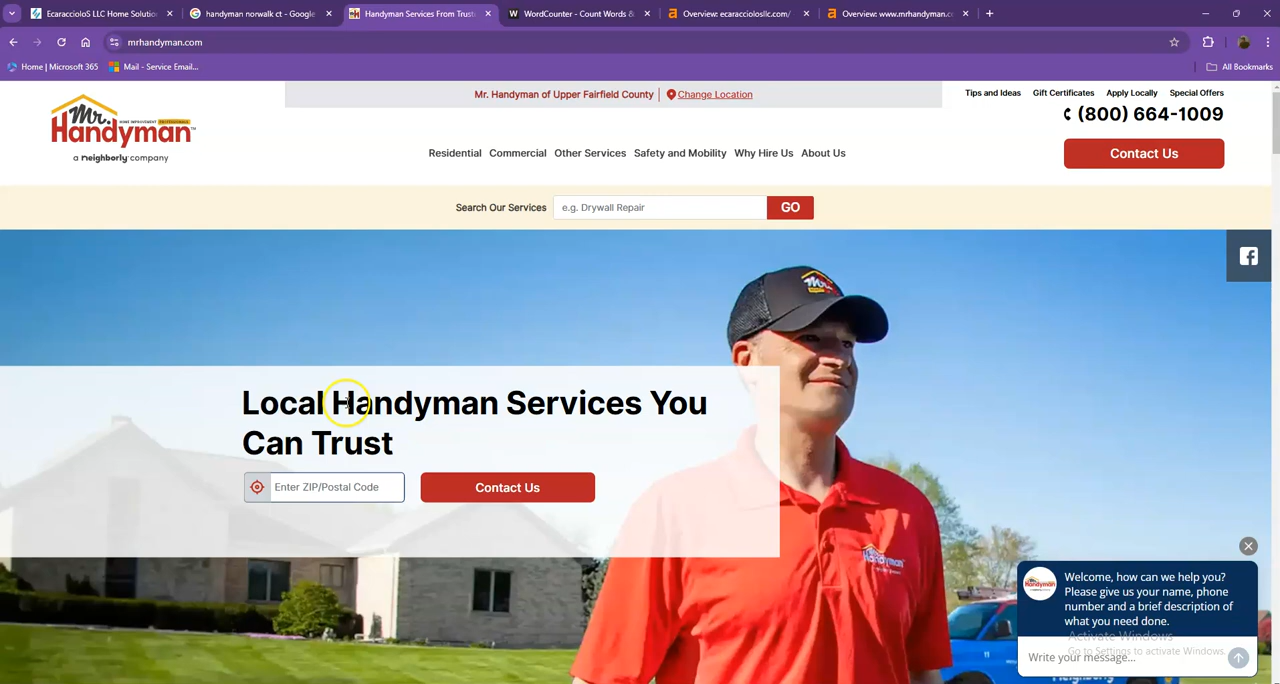 EcaraccioloS LLC Home Solution
handyman norwalk ct - Google
Handyman Services From Trust
WordCounter - Count Words &
Overview: ecaracciolosllc.com/
Overview: www.mrhandyman.c
mrhandyman.com
Home | Microsoft 365
Mail - Service Email...
All Bookmarks
Mr. Handyman of Upper Fairfield County
Change Location
Tips and Ideas
Gift Certificates
Apply Locally
Special Offers
Mr.
HOME IMPROVEMENT PROFESSIONALS
Handyman
a neighborly company
(800) 664-1009
Residential
Commercial
Other Services
Safety and Mobility
Why Hire Us
About Us
Contact Us
Search Our Services
e.g. Drywall Repair
GO
Local Handyman Services You
Can Trust
Enter ZIP/Postal Code
Contact Us
Welcome, how can we help you?
Please give us your name, phone
number and a brief description of
what you need done.
Activate Windows
Go to Settings to activate Windows.
Write your message...